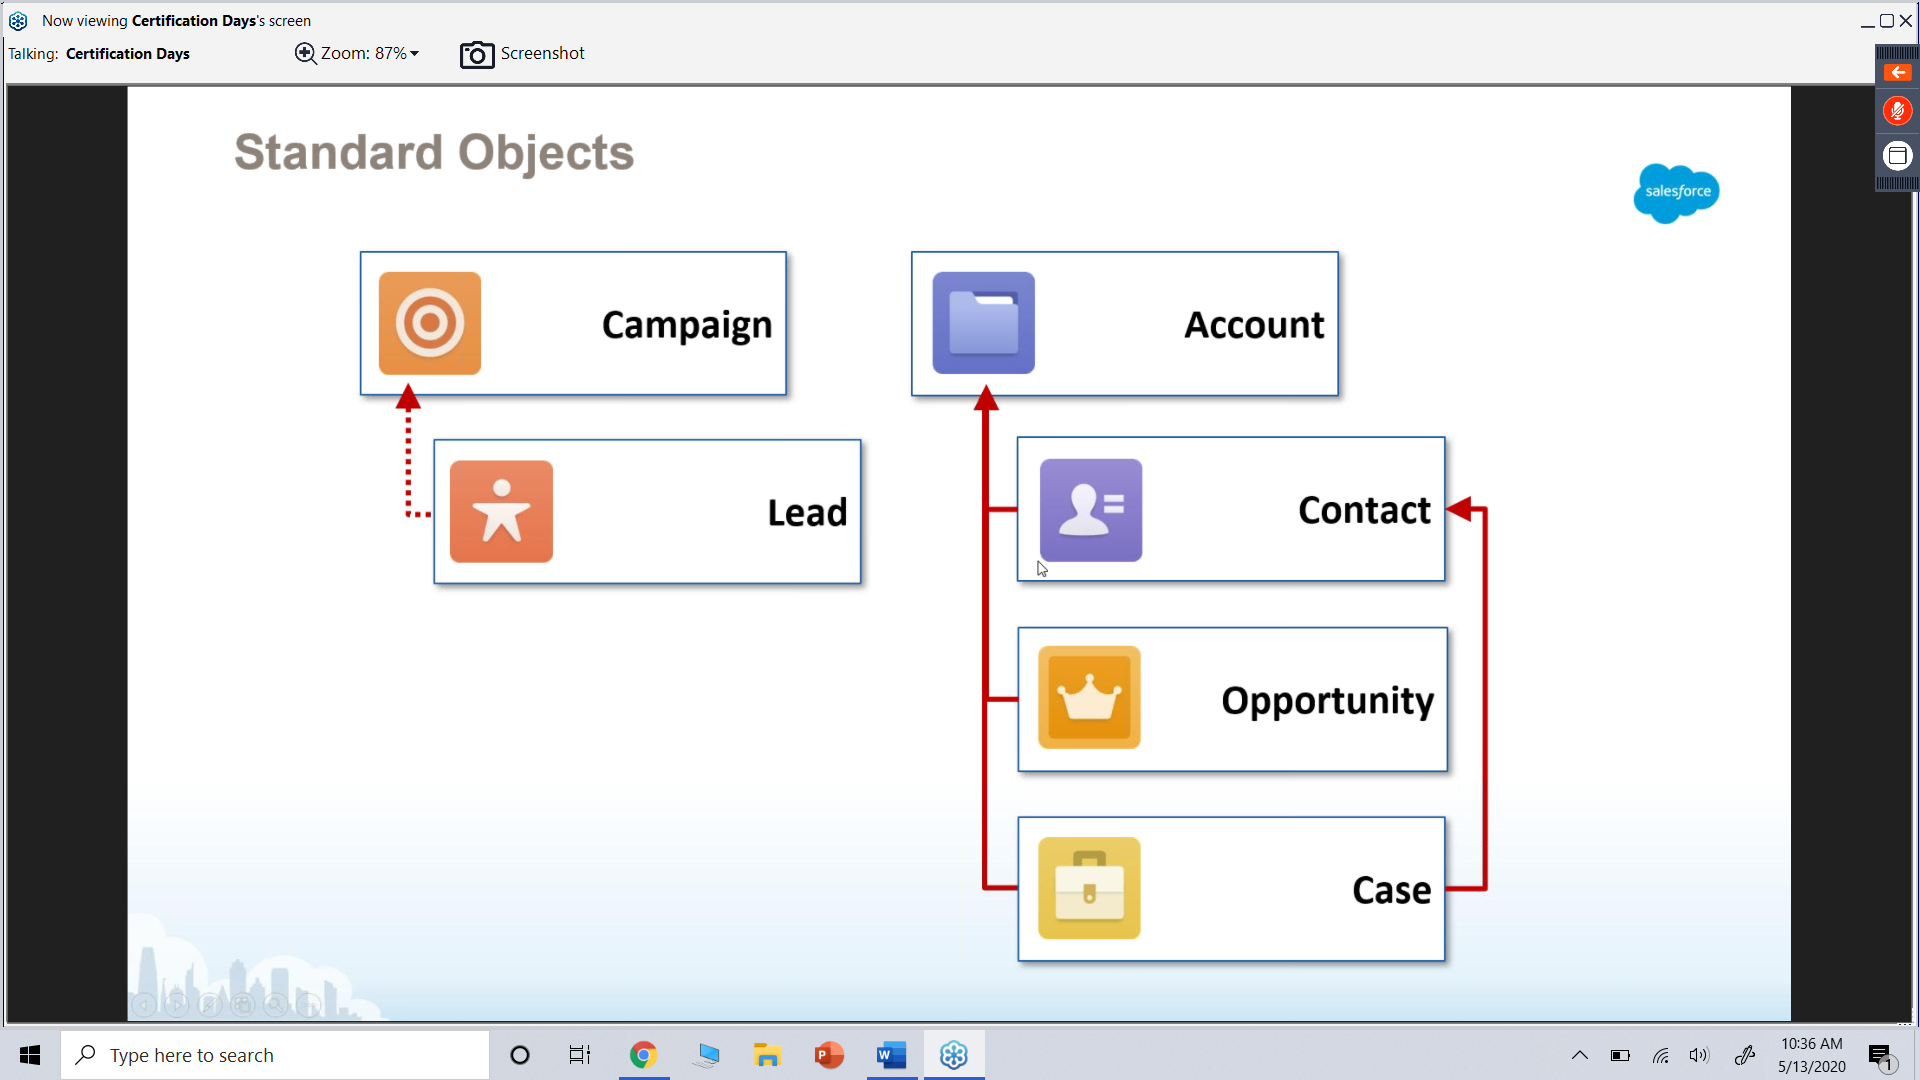 Now viewing Certification Days's screen
Talking: Certification Days
Zoom: 87%
Screenshot
Standard Objects
salesforce
Campaign
Account
Lead
Contact
Opportunity
Case
Type here to search
P
W
10:36 AM
5/13/2020
1